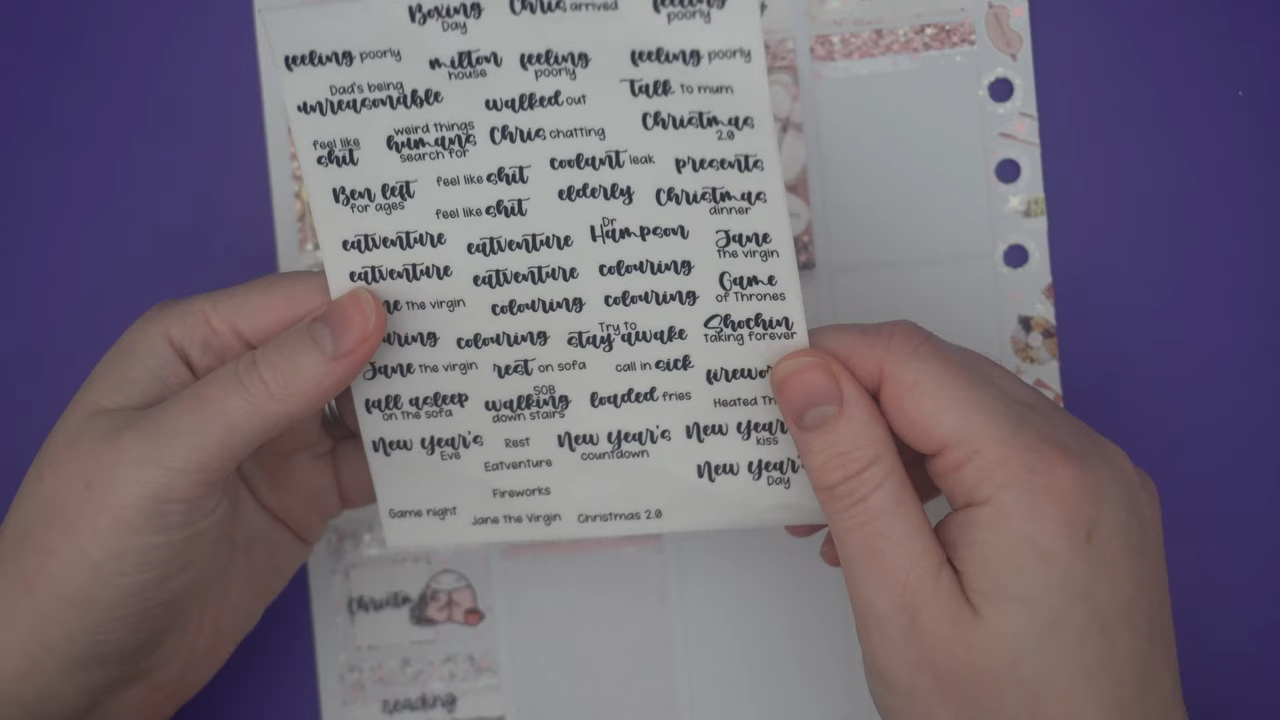 Boxing Day
Chris arrived
feeling poorly
feeling poorly
milton house
feeling poorly
feeling poorly
Dad's being unreasonable
walked out
Talk to mum
feel like shit
weird things humans search for
Chris chatting
Christmas 2.0
Ben left for ages
feel like shit
coolant leak
presents
feel like shit
elderly
Christmas dinner
eatventure
eatventure
Dr Hampson
Jane the virgin
eatventure
eatventure
colouring
Game of Thrones
the virgin
colouring
colouring
colouring
Try to stay awake
Shochin taking forever
Jane the virgin
rest on sofa
call in sick
fall asleep on the sofa
SOB walking down stairs
loaded fries
Heated
New Year's Eve
Rest
New Year's countdown
New Year's kiss
Eatventure
New Year's Day
Fireworks
Game night
Jane the Virgin
Christmas 2.0
reading